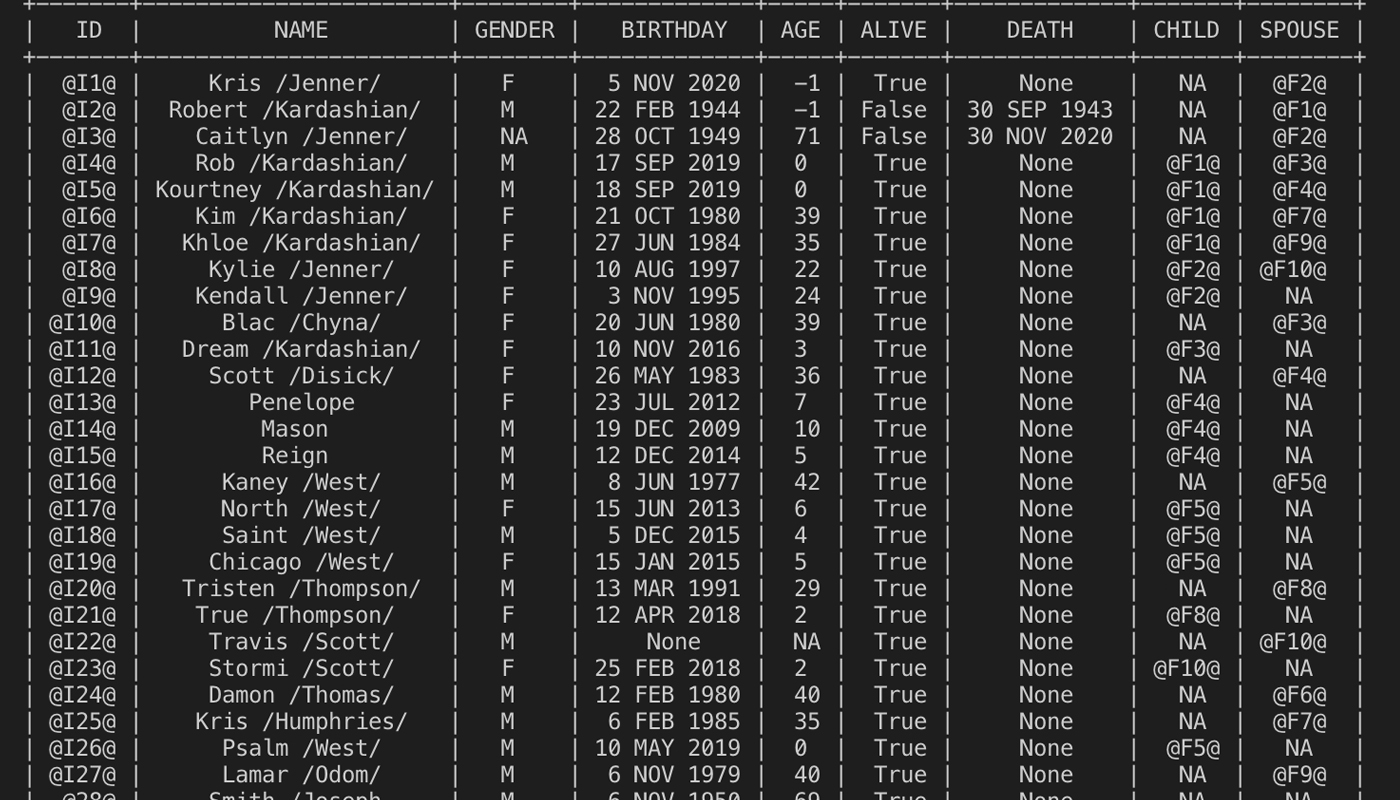 | ID | NAME | GENDER | BIRTHDAY | AGE | ALIVE | DEATH | CHILD | SPOUSE |
| @I1@ | Kris /Jenner/ | F | 5 NOV 2020 | -1 | True | None | NA | @F2@ |
| @I2@ | Robert /Kardashian/ | M | 22 FEB 1944 | -1 | False | 30 SEP 1943 | NA | @F1@ |
| @I3@ | Caitlyn /Jenner/ | NA | 28 OCT 1949 | 71 | False | 30 NOV 2020 | NA | @F2@ |
| @I4@ | Rob /Kardashian/ | M | 17 SEP 2019 | 0 | True | None | @F1@ | @F3@ |
| @I5@ | Kourtney /Kardashian/ | M | 18 SEP 2019 | 0 | True | None | @F1@ | @F4@ |
| @I6@ | Kim /Kardashian/ | F | 21 OCT 1980 | 39 | True | None | @F1@ | @F7@ |
| @I7@ | Khloe /Kardashian/ | F | 27 JUN 1984 | 35 | True | None | @F1@ | @F9@ |
| @I8@ | Kylie /Jenner/ | F | 10 AUG 1997 | 22 | True | None | @F2@ | @F10@ |
| @I9@ | Kendall /Jenner/ | F | 3 NOV 1995 | 24 | True | None | @F2@ | NA |
| @I10@ | Blac /Chyna/ | F | 20 JUN 1980 | 39 | True | None | NA | @F3@ |
| @I11@ | Dream /Kardashian/ | F | 10 NOV 2016 | 3 | True | None | @F3@ | NA |
| @I12@ | Scott /Disick/ | F | 26 MAY 1983 | 36 | True | None | NA | @F4@ |
| @I13@ | Penelope | F | 23 JUL 2012 | 7 | True | None | @F4@ | NA |
| @I14@ | Mason | M | 19 DEC 2009 | 10 | True | None | @F4@ | NA |
| @I15@ | Reign | M | 12 DEC 2014 | 5 | True | None | @F4@ | NA |
| @I16@ | Kaney /West/ | M | 8 JUN 1977 | 42 | True | None | NA | @F5@ |
| @I17@ | North /West/ | F | 15 JUN 2013 | 6 | True | None | @F5@ | NA |
| @I18@ | Saint /West/ | M | 5 DEC 2015 | 4 | True | None | @F5@ | NA |
| @I19@ | Chicago /West/ | F | 15 JAN 2015 | 5 | True | None | @F5@ | NA |
| @I20@ | Tristen /Thompson/ | M | 13 MAR 1991 | 29 | True | None | NA | @F8@ |
| @I21@ | True /Thompson/ | F | 12 APR 2018 | 2 | True | None | @F8@ | NA |
| @I22@ | Travis /Scott/ | M | None | NA | True | None | NA | @F10@ |
| @I23@ | Stormi /Scott/ | F | 25 FEB 2018 | 2 | True | None | @F10@ | NA |
| @I24@ | Damon /Thomas/ | M | 12 FEB 1980 | 40 | True | None | NA | @F6@ |
| @I25@ | Kris /Humphries/ | M | 6 FEB 1985 | 35 | True | None | NA | @F7@ |
| @I26@ | Psalm /West/ | M | 10 MAY 2019 | 0 | True | None | @F5@ | NA |
| @I27@ | Lamar /Odom/ | M | 6 NOV 1979 | 40 | True | None | NA | @F9@ |
| @28@ | Smith /Joseph | M | 6 NOV 1950 | 69 | True | None | NA | NA |